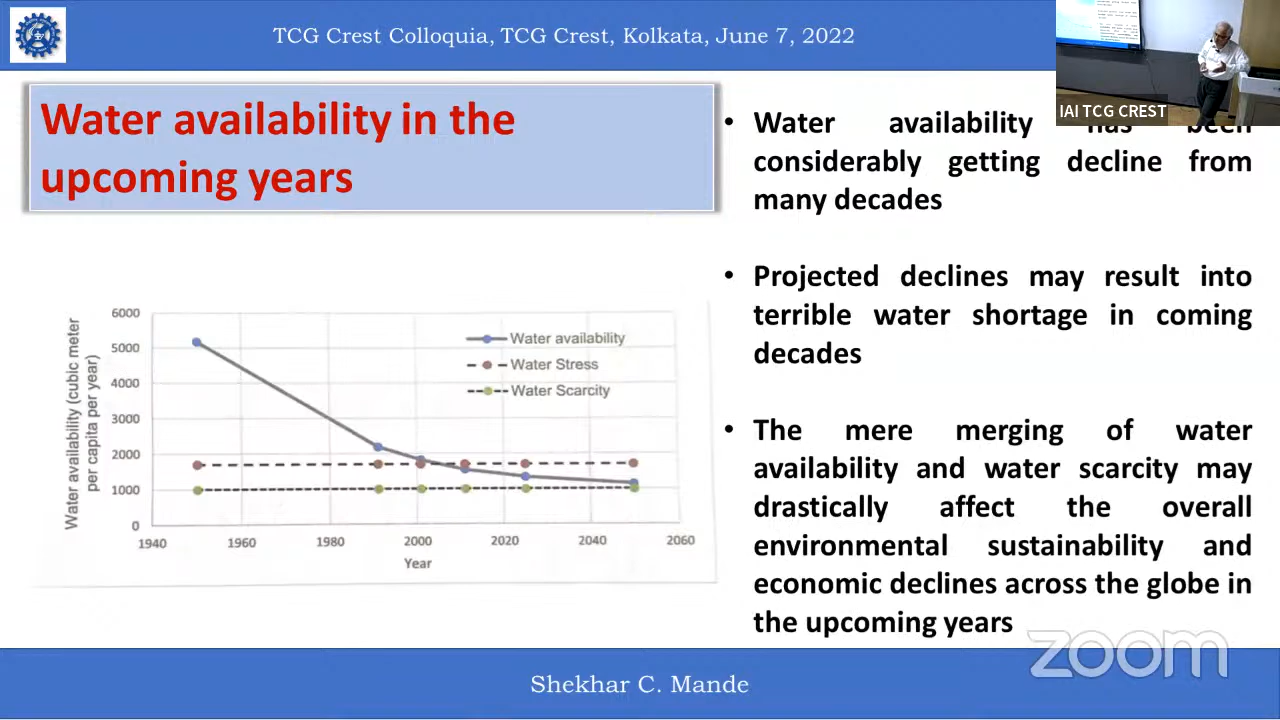 TCG Crest Colloquia, TCG Crest, Kolkata, June 7, 2022
IAI TCG CREST
Water availability in the
upcoming years
• Water availability has been
considerably getting decline from
many decades
• Projected declines may result into
terrible water shortage in coming
decades
• The mere merging of water
availability and water scarcity may
drastically affect the overall
environmental sustainability and
economic declines across the globe in
the upcoming years
Water availability (cubic meter
per capita per year)
6000
5000
4000
3000
2000
1000
0
1940 1960 1980 2000 2020 2040 2060
Year
Water availability
Water Stress
Water Scarcity
zoom
Shekhar C. Mande